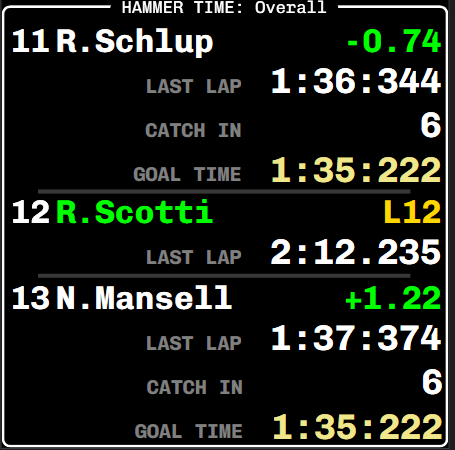 HAMMER TIME: Overall
11 R.Schlup -0.74
LAST LAP 1:36:344
CATCH IN 6
GOAL TIME 1:35:222
12 R.Scotti L12
LAST LAP 2:12.235
13 N.Mansell +1.22
LAST LAP 1:37:374
CATCH IN 6
GOAL TIME 1:35:222